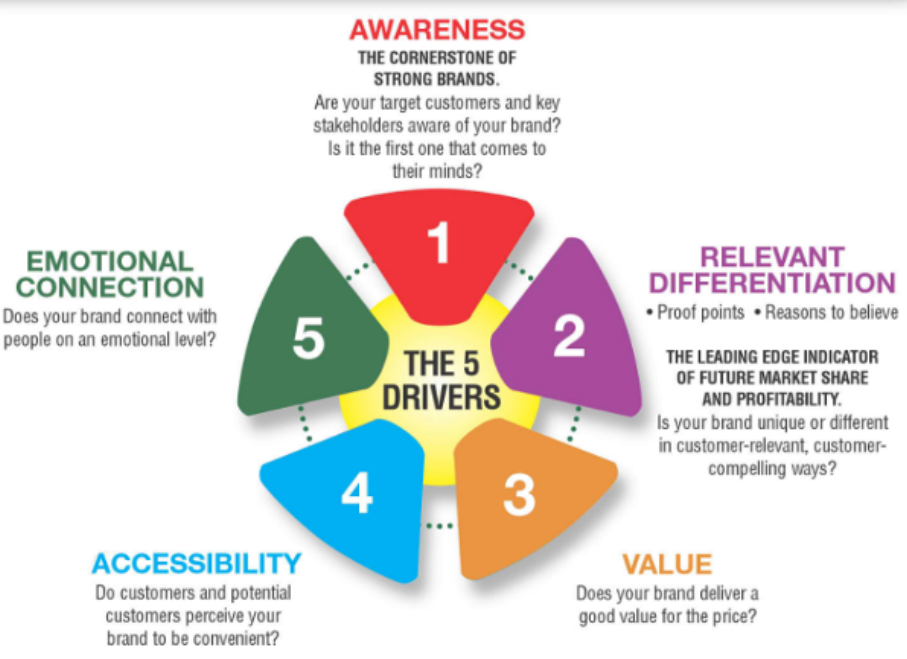 AWARENESS
THE CORNERSTONE OF
STRONG BRANDS.
Are your target customers and key
stakeholders aware of your brand?
Is it the first one that comes to
their minds?
1
RELEVANT
DIFFERENTIATION
• Proof points • Reasons to believe
THE LEADING EDGE INDICATOR
OF FUTURE MARKET SHARE
AND PROFITABILITY.
Is your brand unique or different
in customer-relevant, customer-
compelling ways?
2
VALUE
Does your brand deliver a
good value for the price?
3
ACCESSIBILITY
Do customers and potential
customers perceive your
brand to be convenient?
4
EMOTIONAL
CONNECTION
Does your brand connect with
people on an emotional level?
5
THE 5
DRIVERS